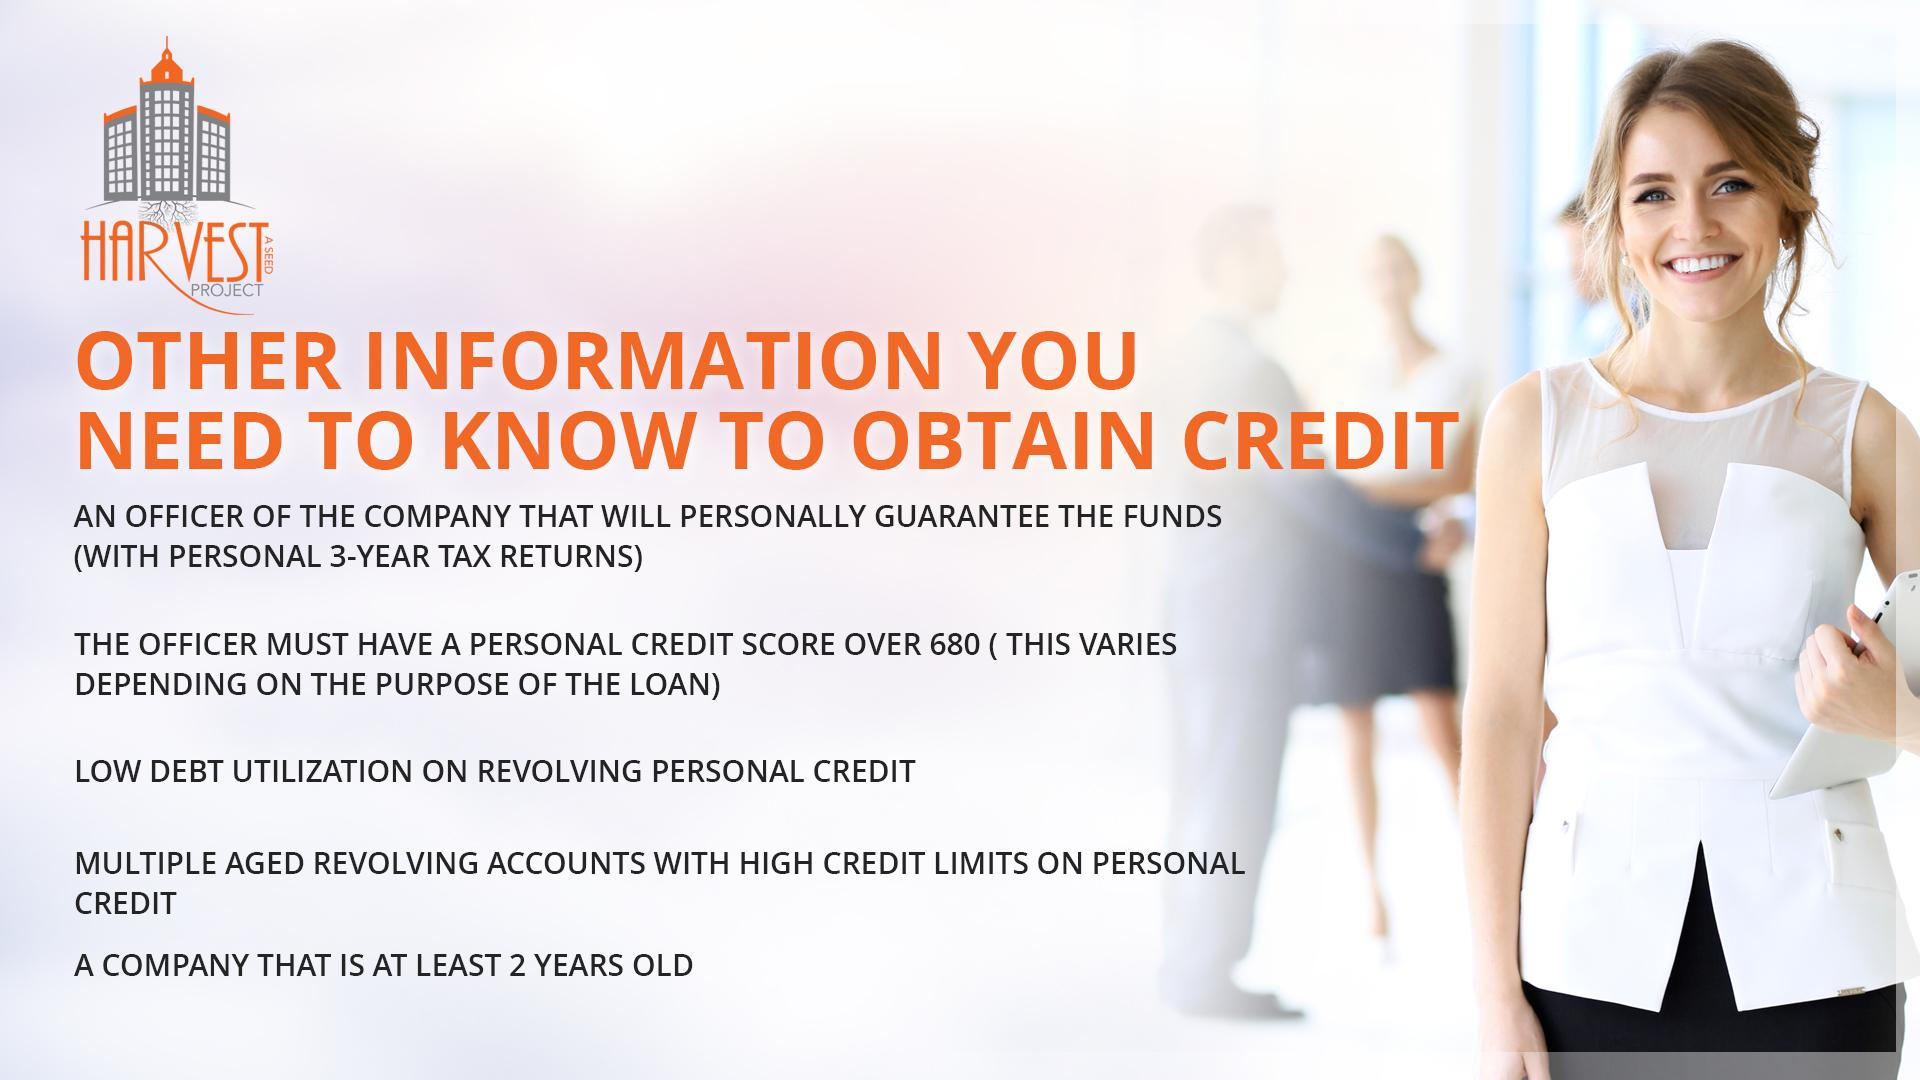 HARVEST
A SEED
PROJECT
OTHER INFORMATION YOU
NEED TO KNOW TO OBTAIN CREDIT
AN OFFICER OF THE COMPANY THAT WILL PERSONALLY GUARANTEE THE FUNDS
(WITH PERSONAL 3-YEAR TAX RETURNS)
THE OFFICER MUST HAVE A PERSONAL CREDIT SCORE OVER 680 ( THIS VARIES
DEPENDING ON THE PURPOSE OF THE LOAN)
LOW DEBT UTILIZATION ON REVOLVING PERSONAL CREDIT
MULTIPLE AGED REVOLVING ACCOUNTS WITH HIGH CREDIT LIMITS ON PERSONAL
CREDIT
A COMPANY THAT IS AT LEAST 2 YEARS OLD